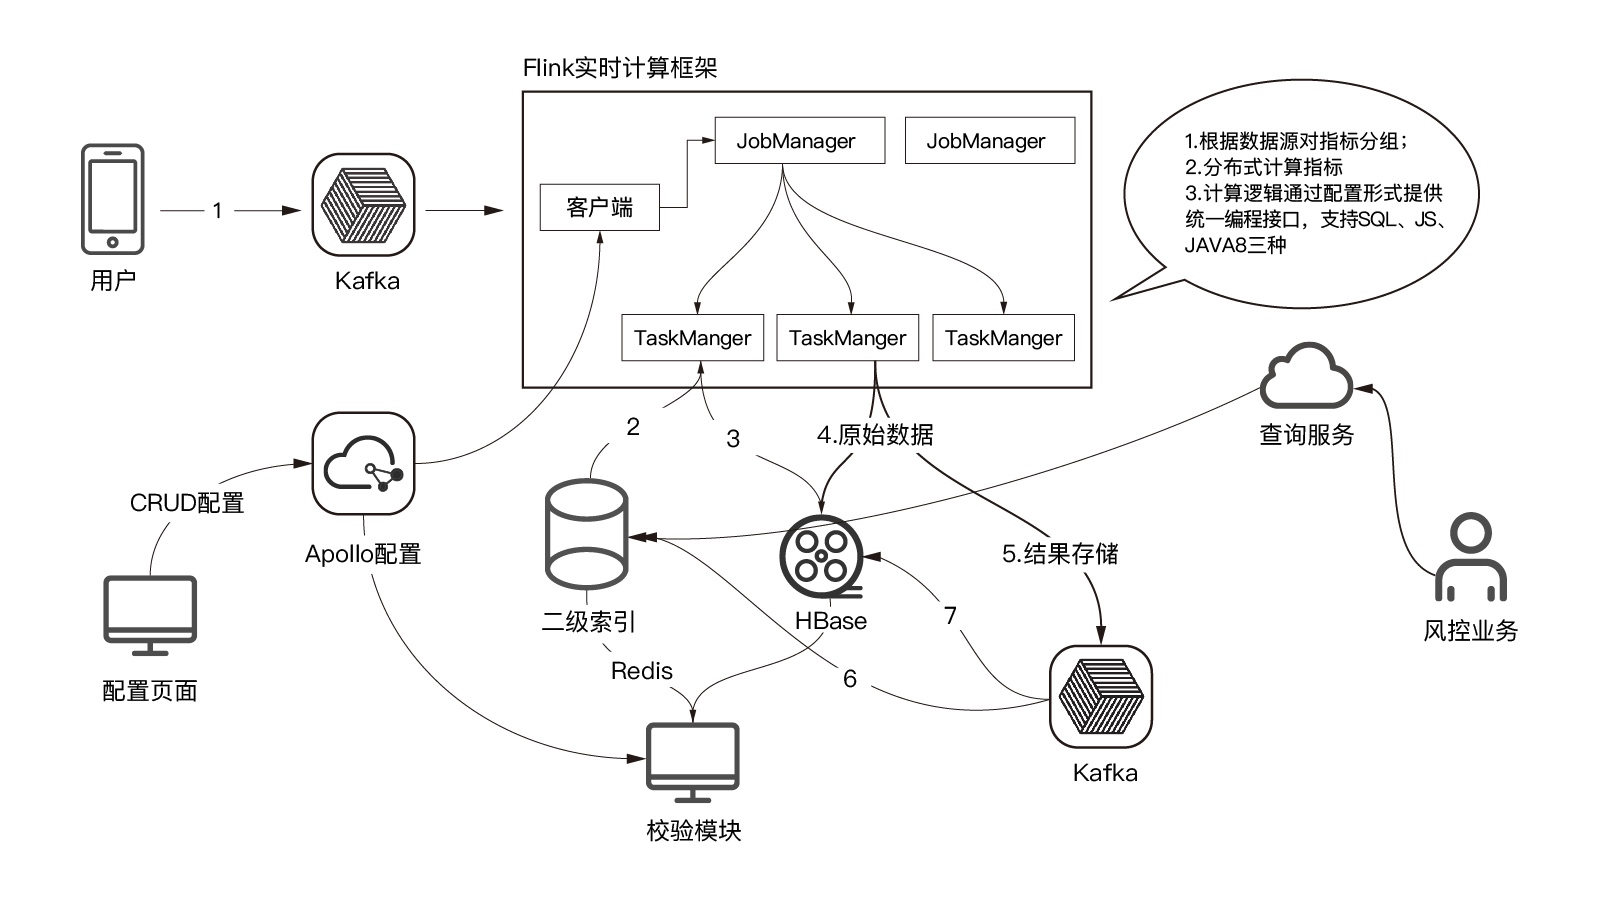 Flink实时计算框架
JobManager
JobManager
客户端
TaskManger
TaskManger
TaskManger
1.根据数据源对指标分组；
2.分布式计算指标
3.计算逻辑通过配置形式提供
统一编程接口，支持SQL、JS、
JAVA8三种
1
用户
Kafka
2
3
4.原始数据
查询服务
CRUD配置
Apollo配置
5.结果存储
二级索引
HBase
7
风控业务
Redis
6
配置页面
Kafka
校验模块